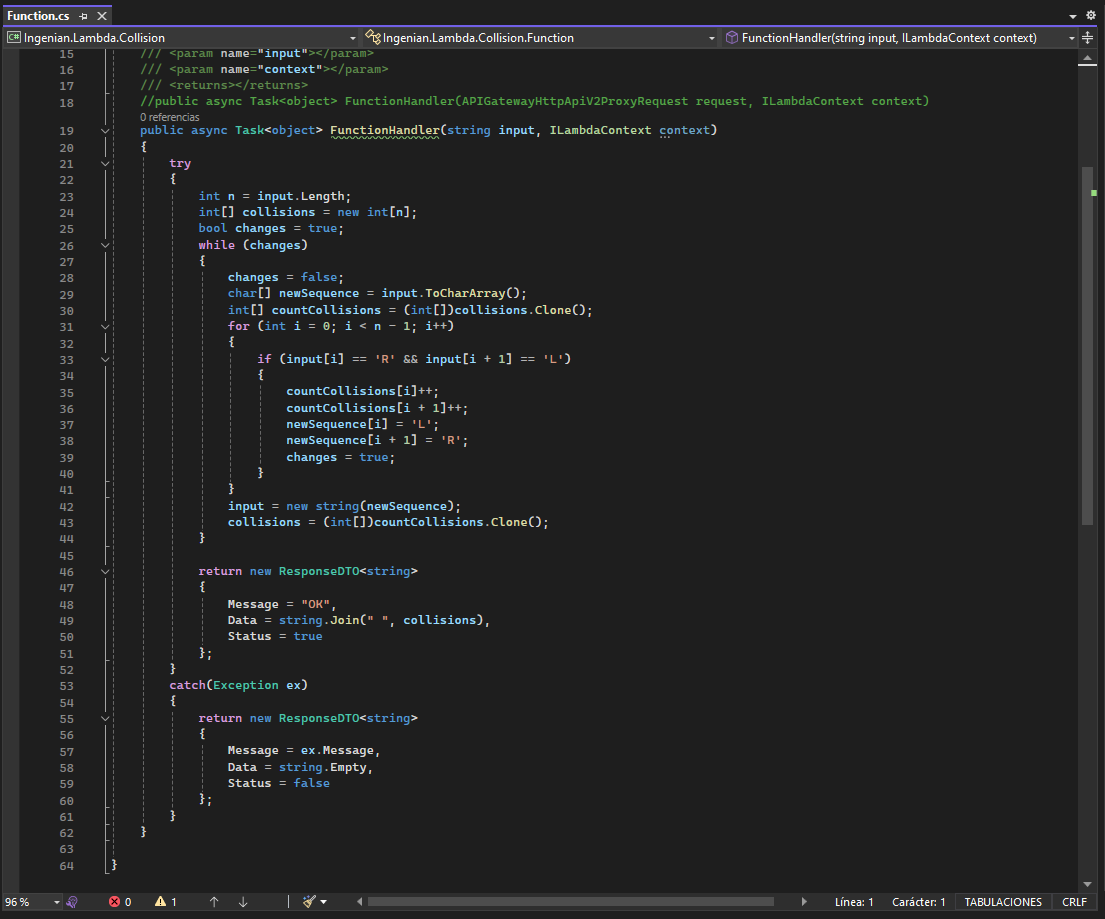 Function.cs
Ingenian.Lambda.Collision
Ingenian.Lambda.Collision.Function
FunctionHandler(string input, ILambdaContext context)
15 /// <param name="input"></param>
16 /// <param name="context"></param>
17 /// <returns></returns>
18 //public async Task<object> FunctionHandler(APIGatewayHttpApiV2ProxyRequest request, ILambdaContext context)
0 referencias
19 public async Task<object> FunctionHandler(string input, ILambdaContext context)
20 {
21 try
22 {
23 int n = input.Length;
24 int[] collisions = new int[n];
25 bool changes = true;
26 while (changes)
27 {
28 changes = false;
29 char[] newSequence = input.ToCharArray();
30 int[] countCollisions = (int[])collisions.Clone();
31 for (int i = 0; i < n - 1; i++)
32 {
33 if (input[i] == 'R' && input[i + 1] == 'L')
34 {
35 countCollisions[i]++;
36 countCollisions[i + 1]++;
37 newSequence[i] = 'L';
38 newSequence[i + 1] = 'R';
39 changes = true;
40 }
41 }
42 input = new string(newSequence);
43 collisions = (int[])countCollisions.Clone();
44 }
45
46 return new ResponseDTO<string>
47 {
48 Message = "OK",
49 Data = string.Join(" ", collisions),
50 Status = true
51 };
52 }
53 catch(Exception ex)
54 {
55 return new ResponseDTO<string>
56 {
57 Message = ex.Message,
58 Data = string.Empty,
59 Status = false
60 };
61 }
62 }
63
64 }
96 % 0 1 Línea: 1 Carácter: 1 TABULACIONES CRLF